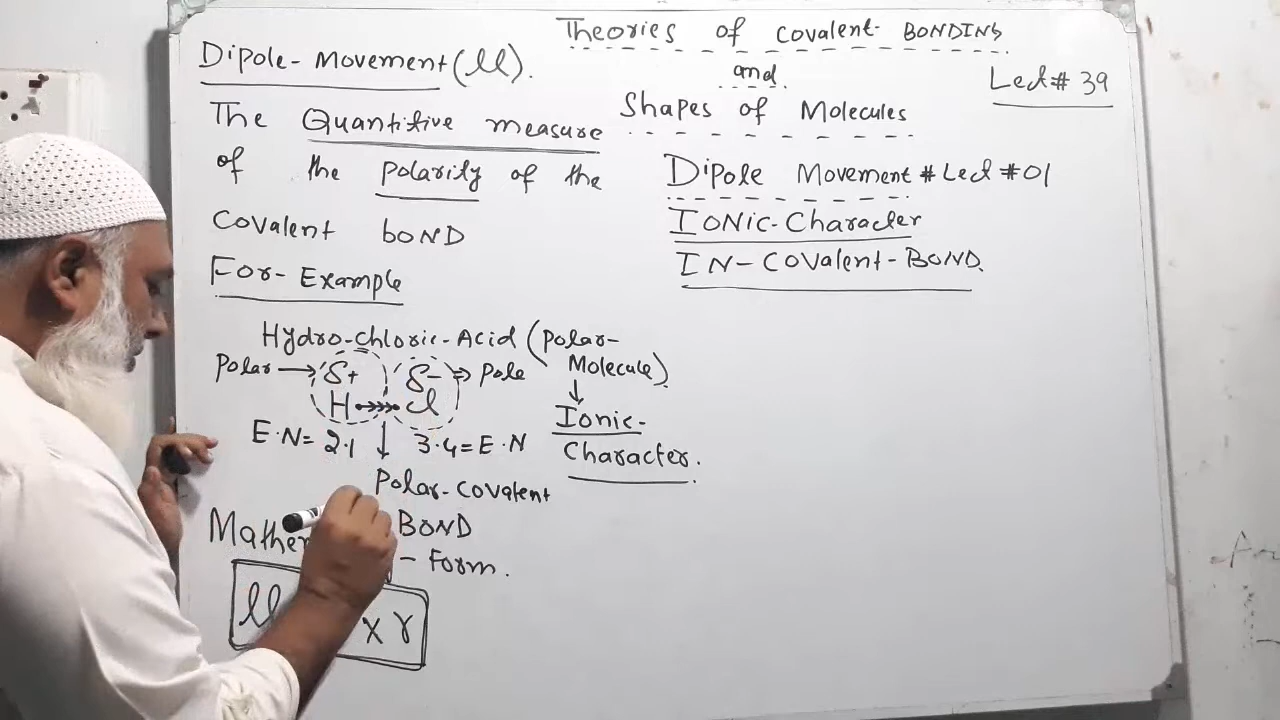 Theories of Covalent BONDING
and
Shapes of Molecules
Lect# 39
Dipole-Movement (μ).
The Quantitive measure
of the polarity of the
Covalent BOND
For-Example
Hydro-chloric-Acid (polar-
Molecule)
Polar → δ+ δ- → pole
H Cl
↓
Ionic-
Character.
E.N= 2.1 ↓ 3.4=E.N
Polar-covalent
BOND
- Form.
μ x r
Dipole Movement # Lect #01
IONIC-Character
IN-COValent-BOND.